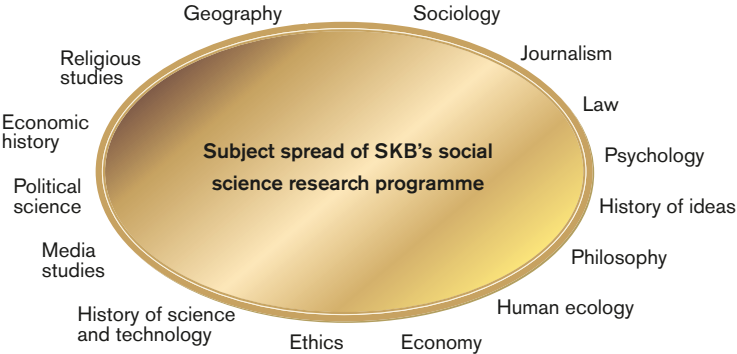 Geography
Sociology
Religious
studies
Journalism
Law
Economic
history
Subject spread of SKB's social
science research programme
Psychology
Political
science
History of ideas
Media
studies
Philosophy
History of science
and technology
Human ecology
Ethics
Economy